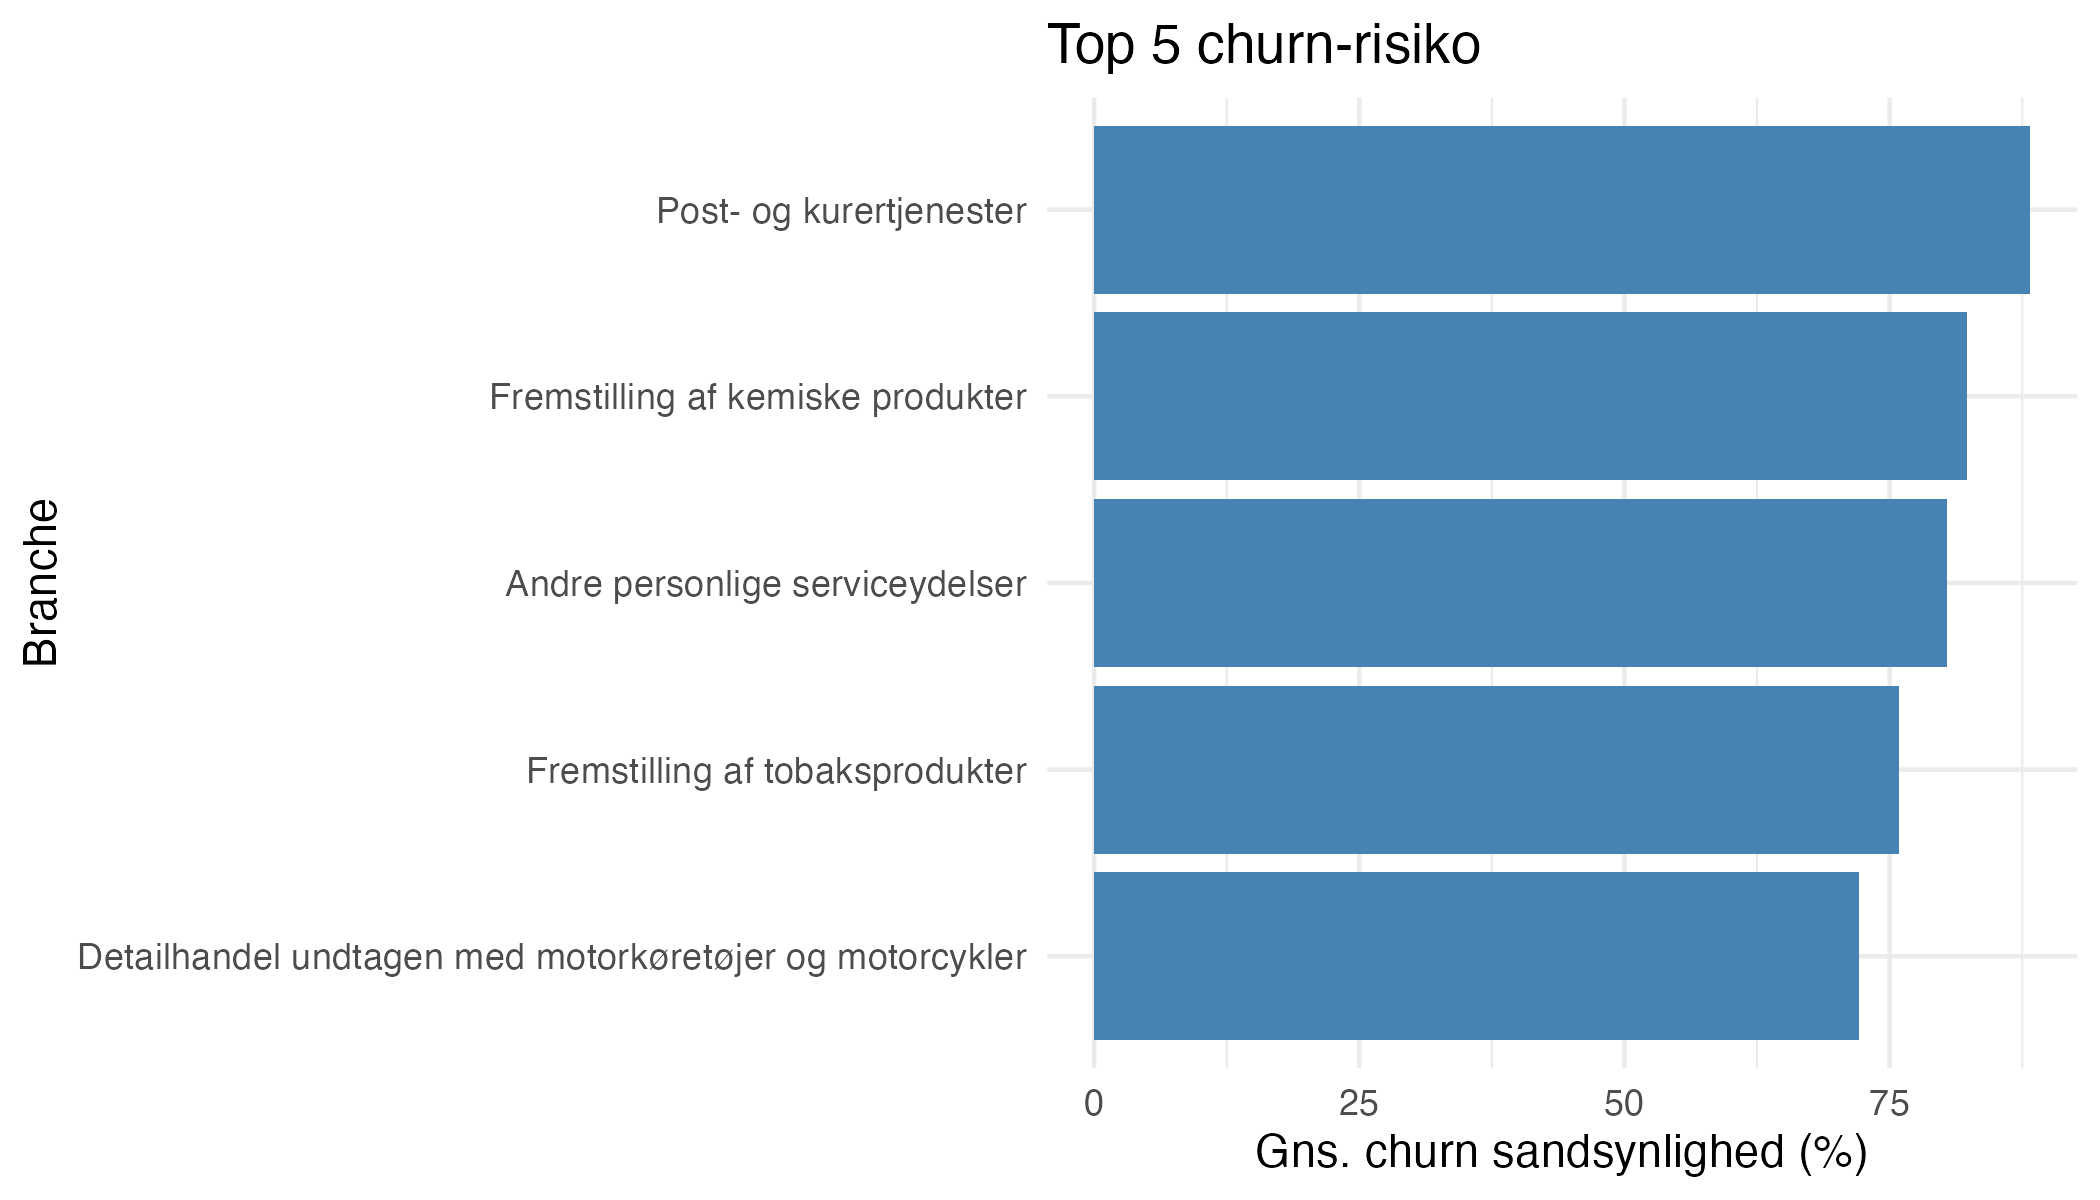 Top 5 churn-risiko
Branche
Post- og kurertjenester
Fremstilling af kemiske produkter
Andre personlige serviceydelser
Fremstilling af tobaksprodukter
Detailhandel undtagen med motorkøretøjer og motorcykler
0 25 50 75
Gns. churn sandsynlighed (%)